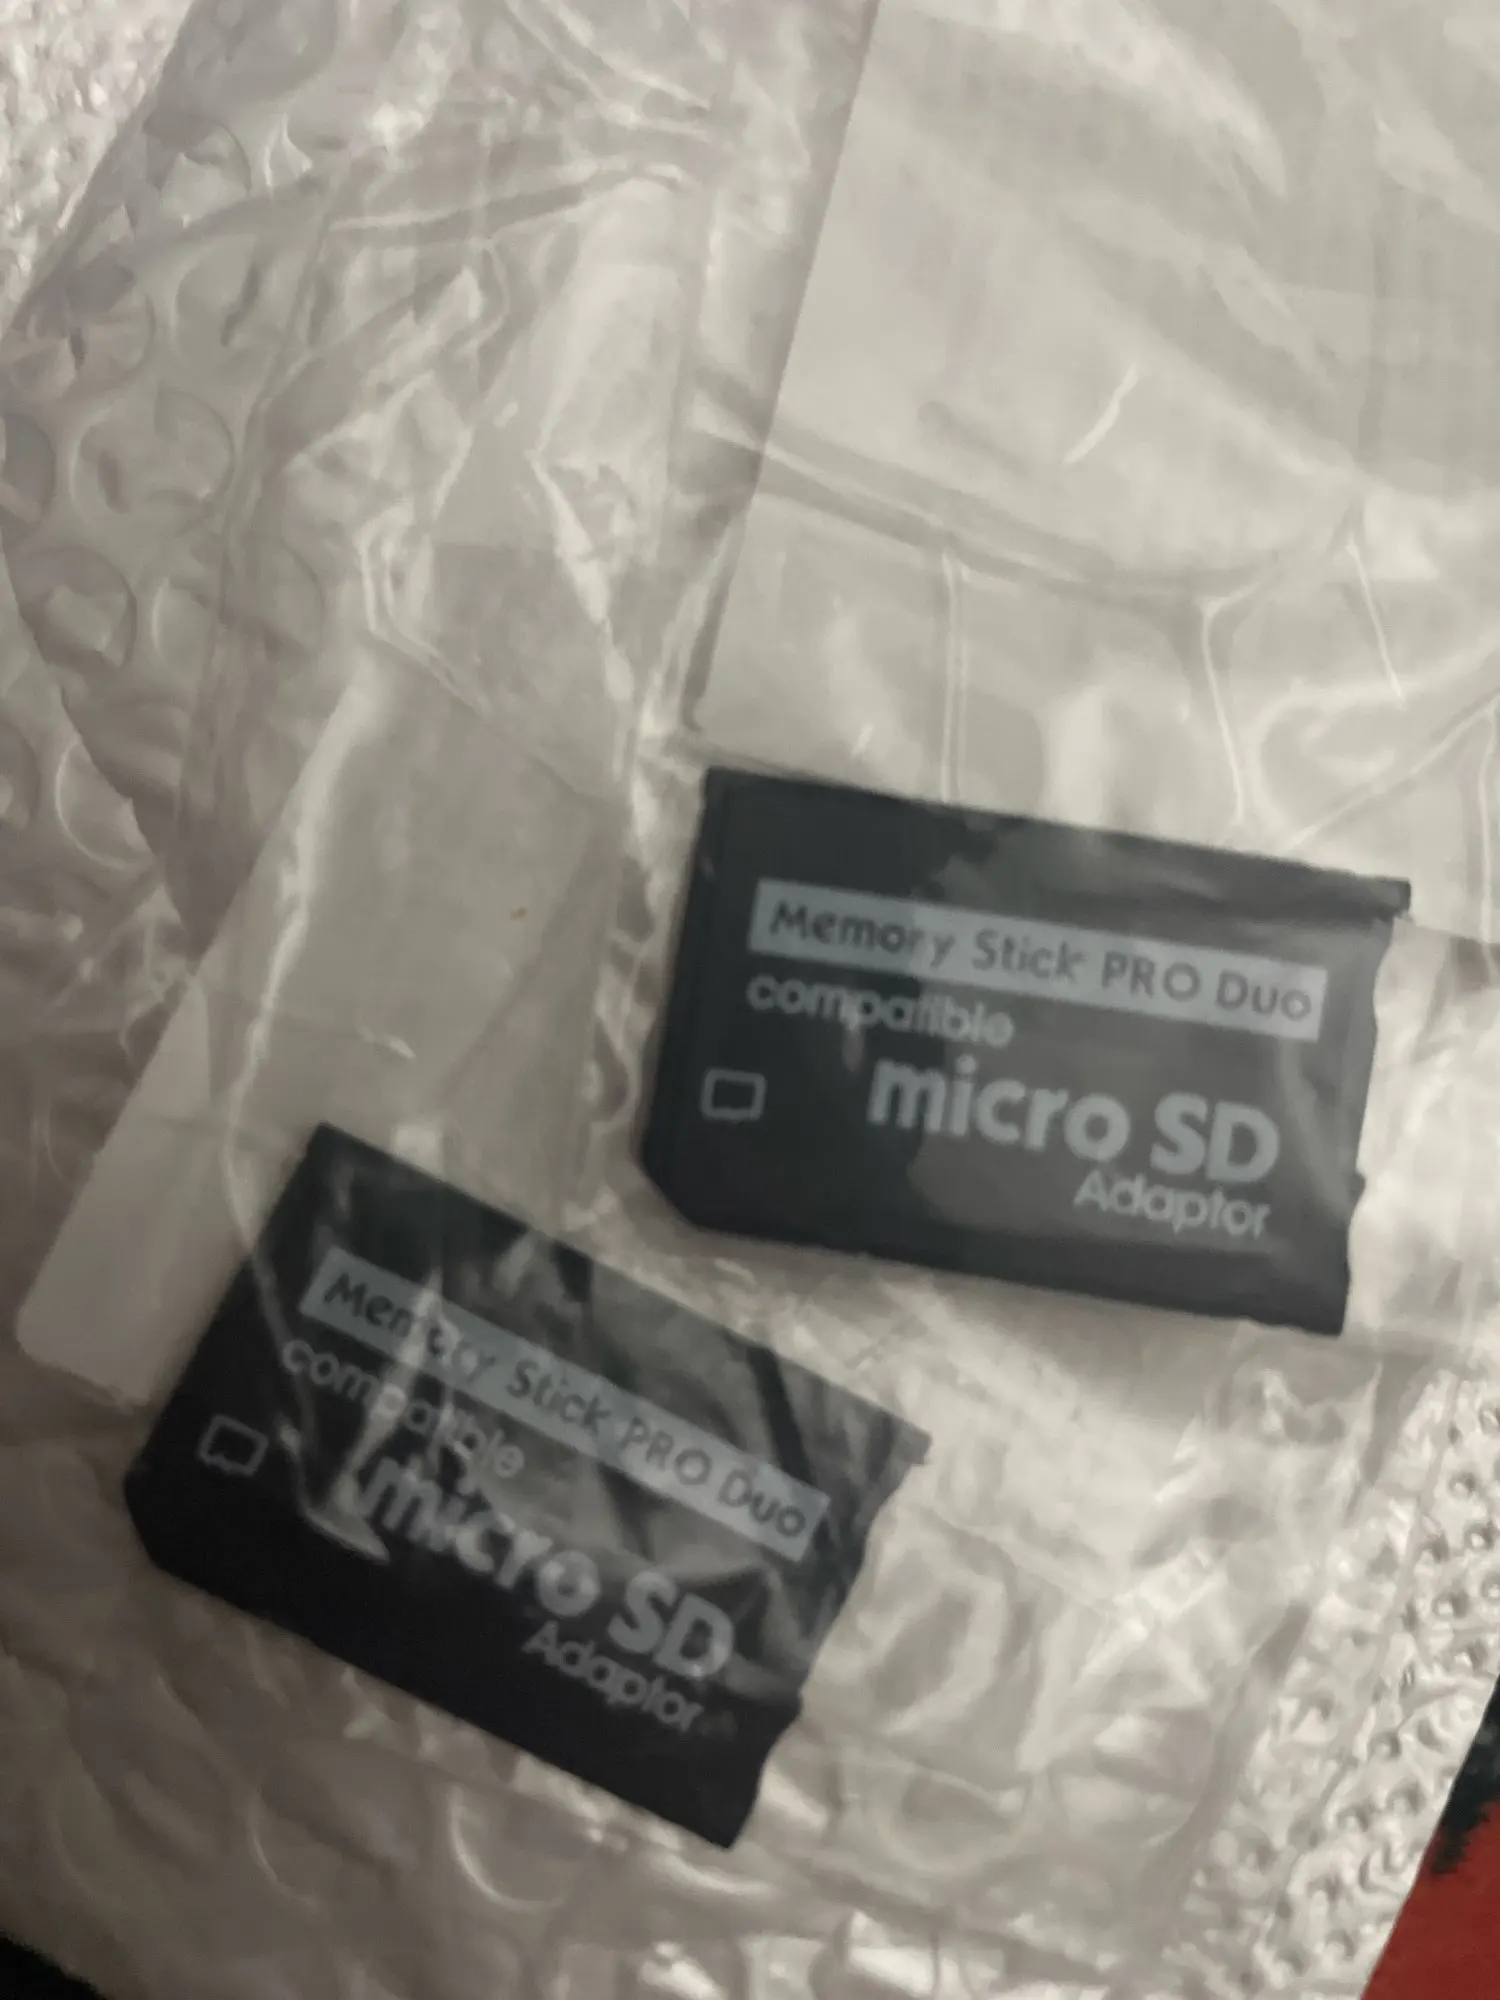 Memory Stick PRO Duo
compatible
micro SD
Adaptor
Memory Stick PRO Duo
compatible
micro SD
Adaptor